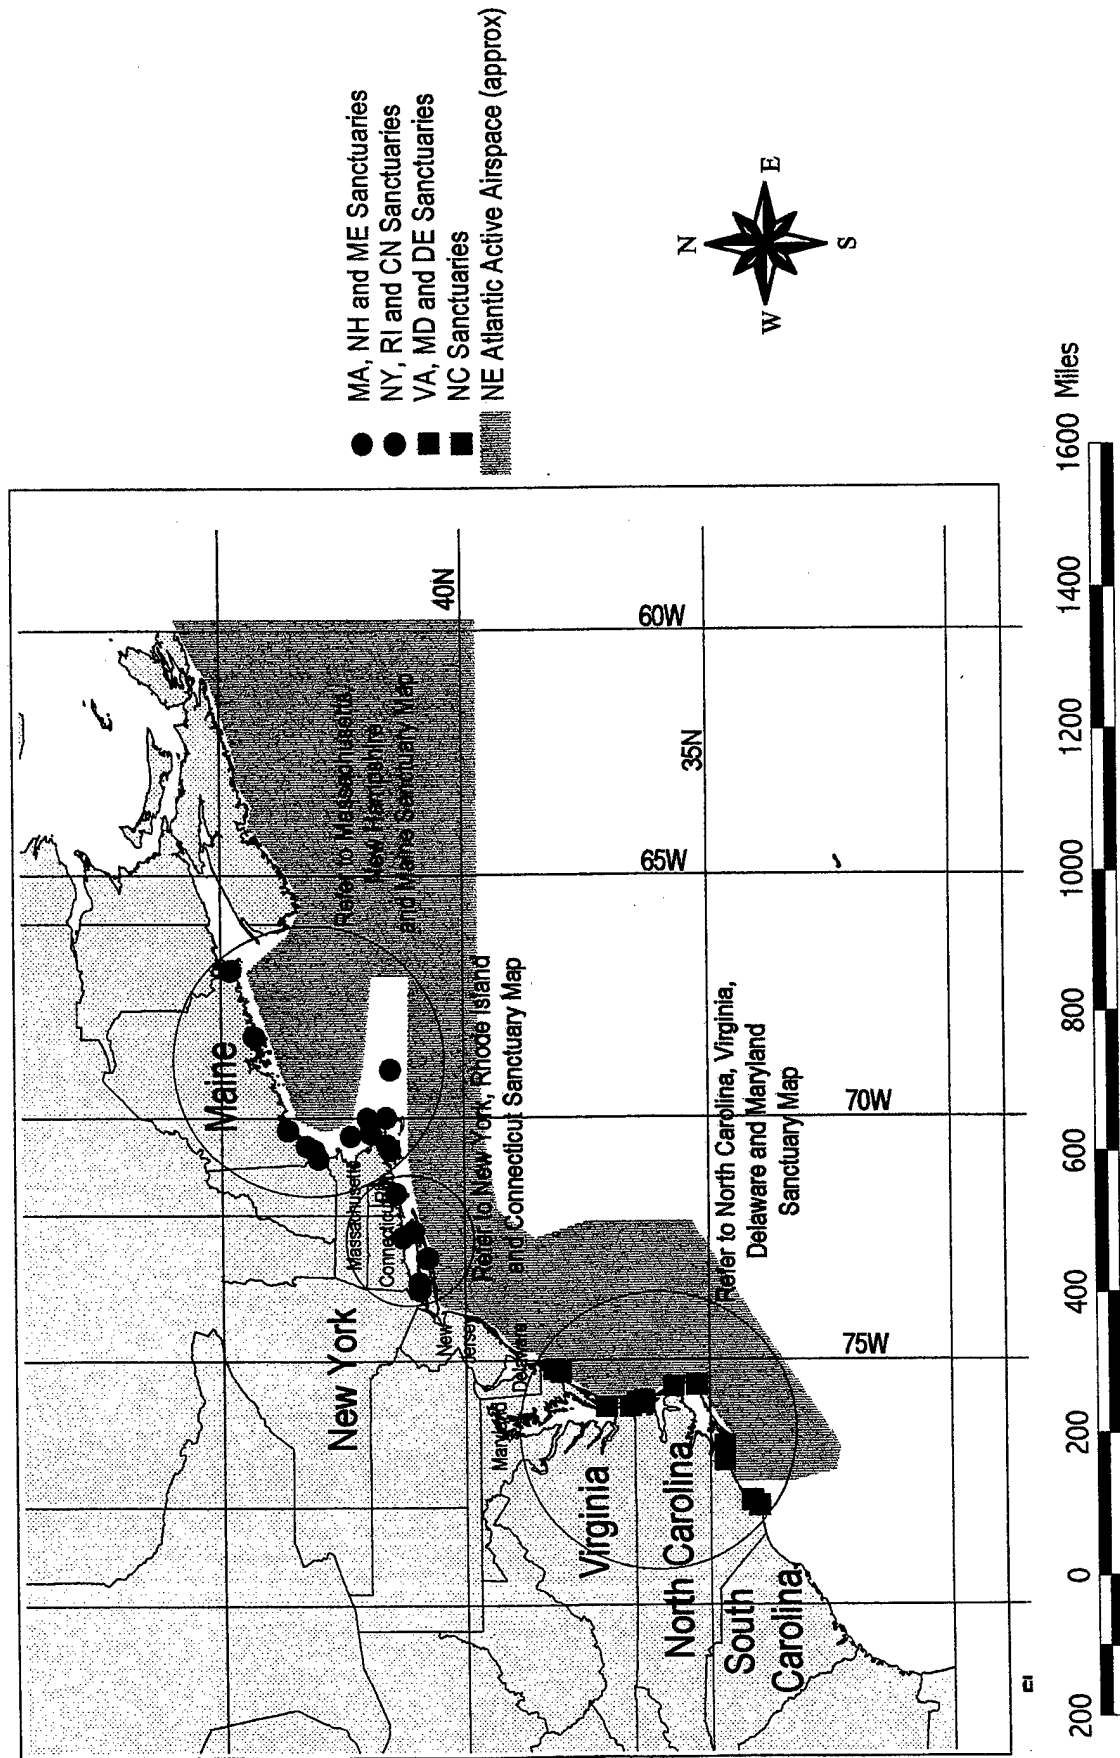 MA, NH and ME Sanctuaries
NY, RI and CN Sanctuaries
VA, MD and DE Sanctuaries
NC Sanctuaries
NE Atlantic Active Airspace (approx)
N
W
E
S
Maine
Refer to Massachusetts,
New Hampshire
and Maine Sanctuary Map
New York
Massachusetts
Connecticut
40N
New
Jersey
Refer to New York, Rhode Island
and Connecticut Sanctuary Map
Maryland
Delaware
Virginia
60W
65W
35N
North Carolina
Refer to North Carolina, Virginia,
Delaware and Maryland
Sanctuary Map
South
Carolina
75W
70W
200 0 200 400 600 800 1000 1200 1400 1600 Miles